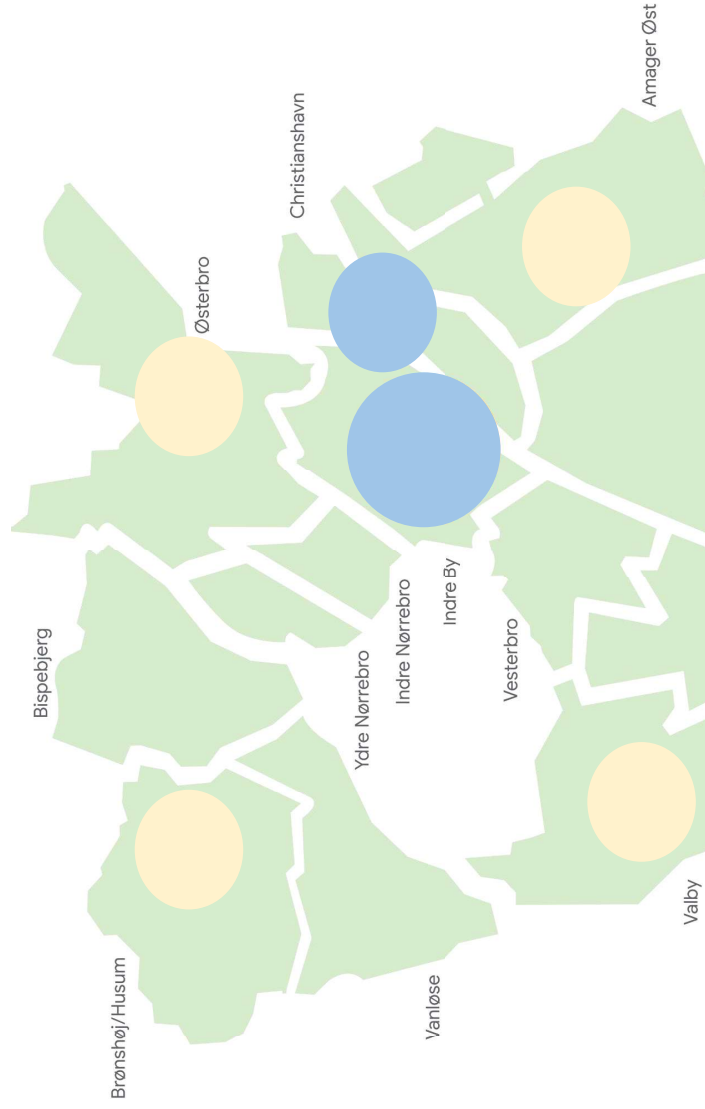 Brønshøj/Husum
Bispebjerg
Østerbro
Christianshavn
Ydre Nørrebro
Indre Nørrebro
Vanløse
Indre By
Vesterbro
Amager Øst
Valby